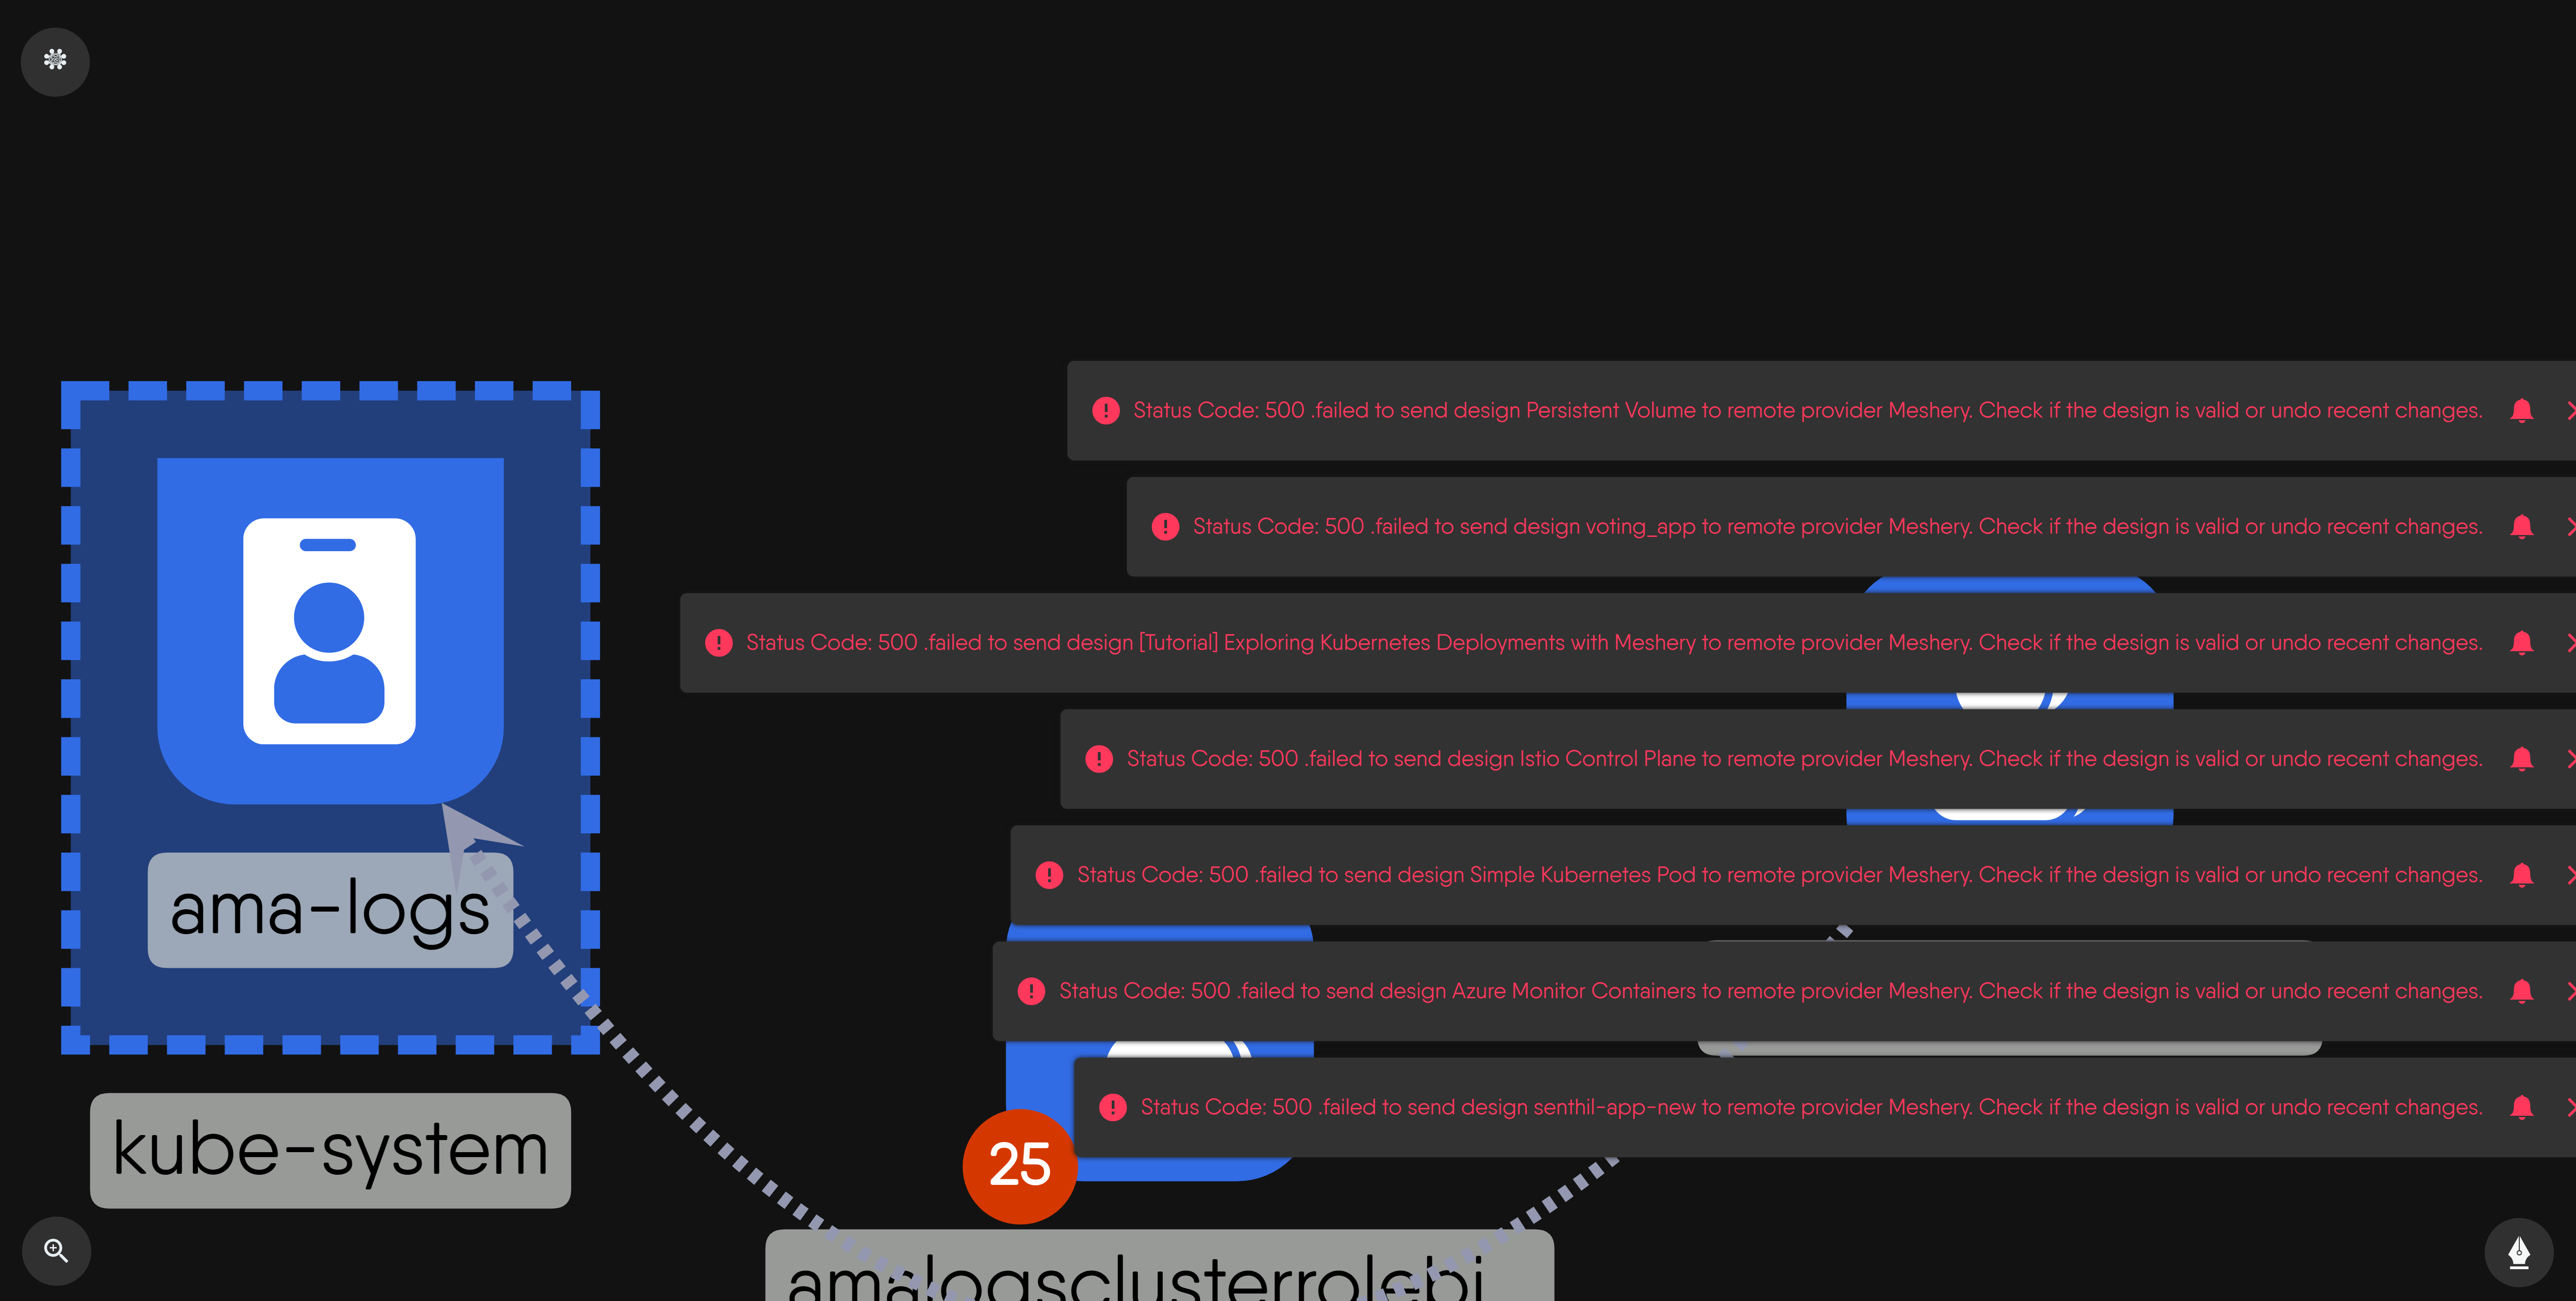 Status Code: 500 .failed to send design Persistent Volume to remote provider Meshery. Check if the design is valid or undo recent changes.
Status Code: 500 .failed to send design voting_app to remote provider Meshery. Check if the design is valid or undo recent changes.
Status Code: 500 .failed to send design [Tutorial] Exploring Kubernetes Deployments with Meshery to remote provider Meshery. Check if the design is valid or undo recent changes.
Status Code: 500 .failed to send design Istio Control Plane to remote provider Meshery. Check if the design is valid or undo recent changes.
Status Code: 500 .failed to send design Simple Kubernetes Pod to remote provider Meshery. Check if the design is valid or undo recent changes.
ama-logs
Status Code: 500 .failed to send design Azure Monitor Containers to remote provider Meshery. Check if the design is valid or undo recent changes.
Status Code: 500 .failed to send design senthil-app-new to remote provider Meshery. Check if the design is valid or undo recent changes.
kube-system
25
amalogsclusterrolebi